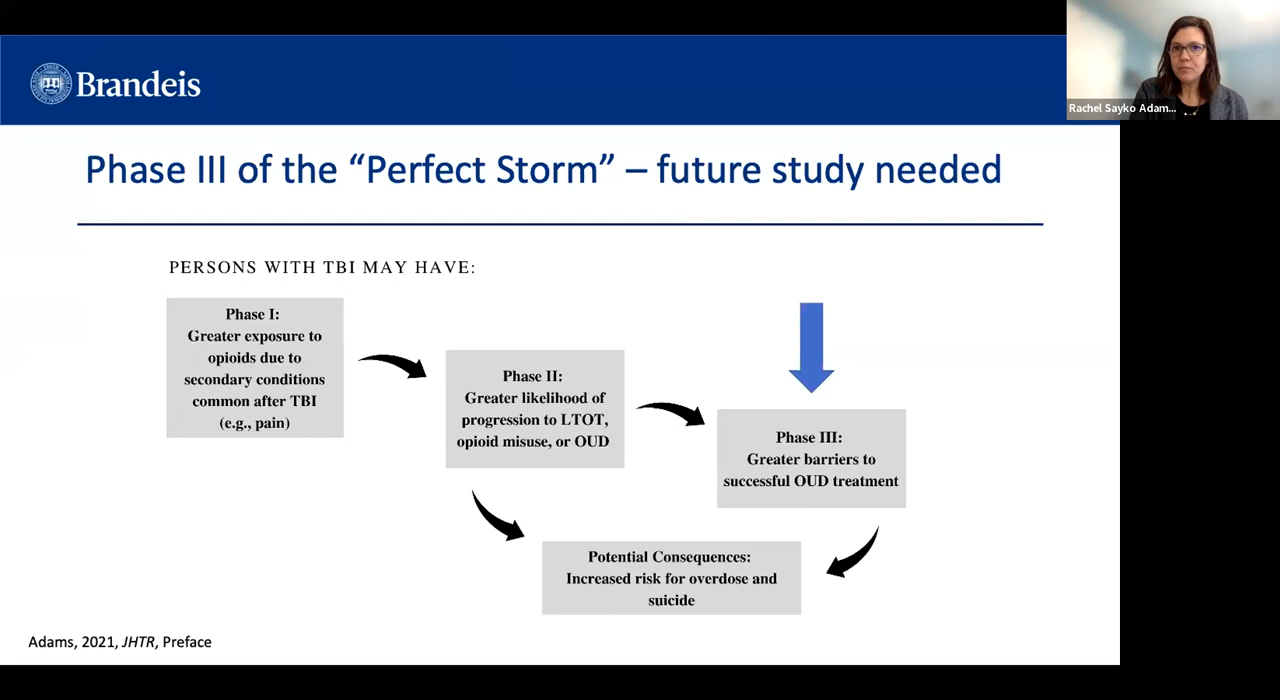 Brandeis
Rachel Sayko Adam...
Phase III of the “Perfect Storm” – future study needed
PERSONS WITH TBI MAY HAVE:
Phase I:
Greater exposure to
opioids due to
secondary conditions
common after TBI
(e.g., pain)
Phase II:
Greater likelihood of
progression to LTOT,
opioid misuse, or OUD
Phase III:
Greater barriers to
successful OUD treatment
Potential Consequences:
Increased risk for overdose and
suicide
Adams, 2021, JHTR, Preface